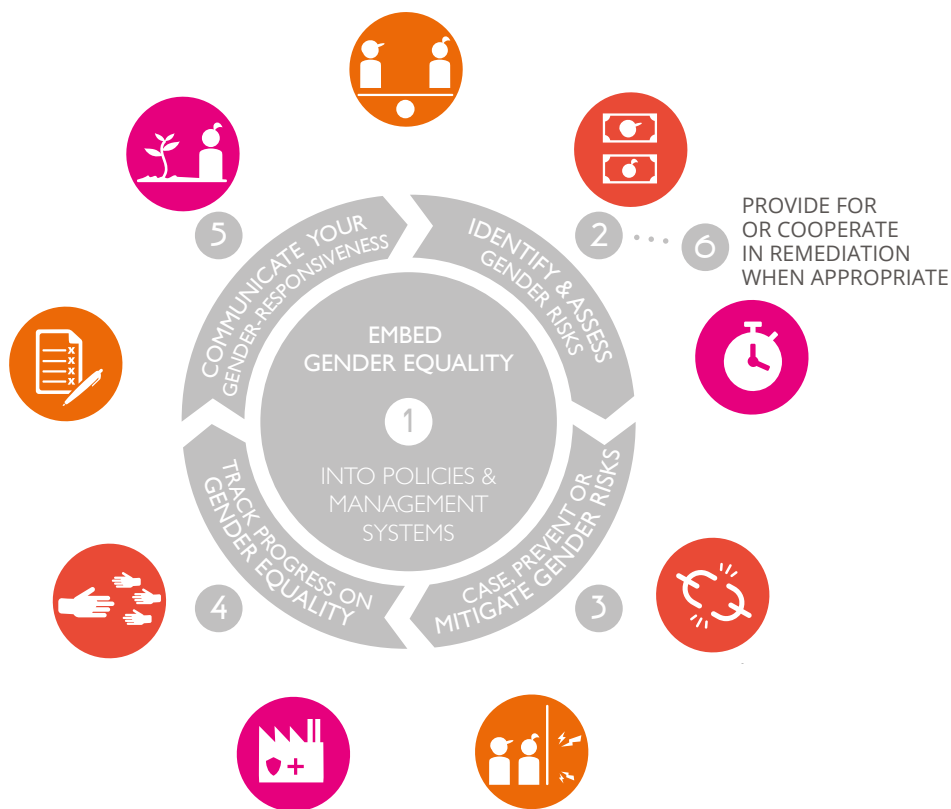 EMBED
GENDER EQUALITY
1
INTO POLICIES &
MANAGEMENT
SYSTEMS
IDENTIFY & ASSESS
GENDER RISKS
2
6
PROVIDE FOR
OR COOPERATE
IN REMEDIATION
WHEN APPROPRIATE
CASE, PREVENT OR
MITIGATE GENDER RISKS
3
TRACK PROGRESS ON
GENDER EQUALITY
4
COMMUNICATE YOUR
GENDER-RESPONSIVENESS
5
x
x
x
x